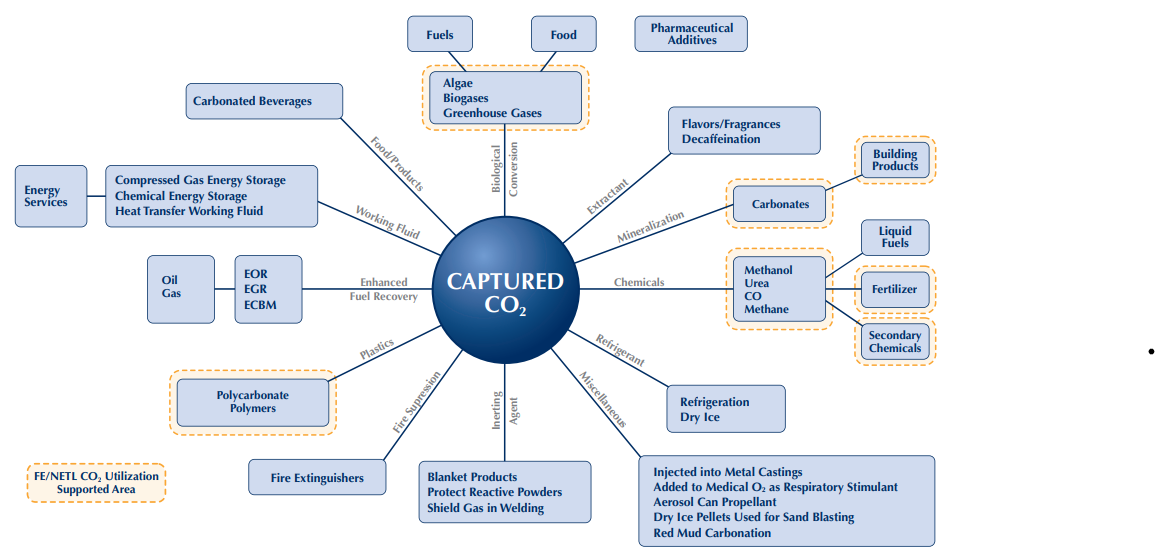 Fuels
Food
Pharmaceutical
Additives
Algae
Biogases
Greenhouse Gases
Carbonated Beverages
Flavors/Fragrances
Decaffeination
Food/Products
Biological
Conversion
Extractant
Building
Products
Energy
Services
Compressed Gas Energy Storage
Chemical Energy Storage
Heat Transfer Working Fluid
Working Fluid
Mineralization
Carbonates
Liquid
Fuels
Oil
Gas
EOR
EGR
ECBM
Enhanced
Fuel Recovery
CAPTURED
CO₂
Chemicals
Methanol
Urea
CO
Methane
Fertilizer
Secondary
Chemicals
Plastics
Polycarbonate
Polymers
Fire Supression
Inerting
Agent
Miscellaneous
Refrigerant
Refrigeration
Dry Ice
FE/NETL CO₂ Utilization
Supported Area
Fire Extinguishers
Blanket Products
Protect Reactive Powders
Shield Gas in Welding
Injected into Metal Castings
Added to Medical O₂ as Respiratory Stimulant
Aerosol Can Propellant
Dry Ice Pellets Used for Sand Blasting
Red Mud Carbonation